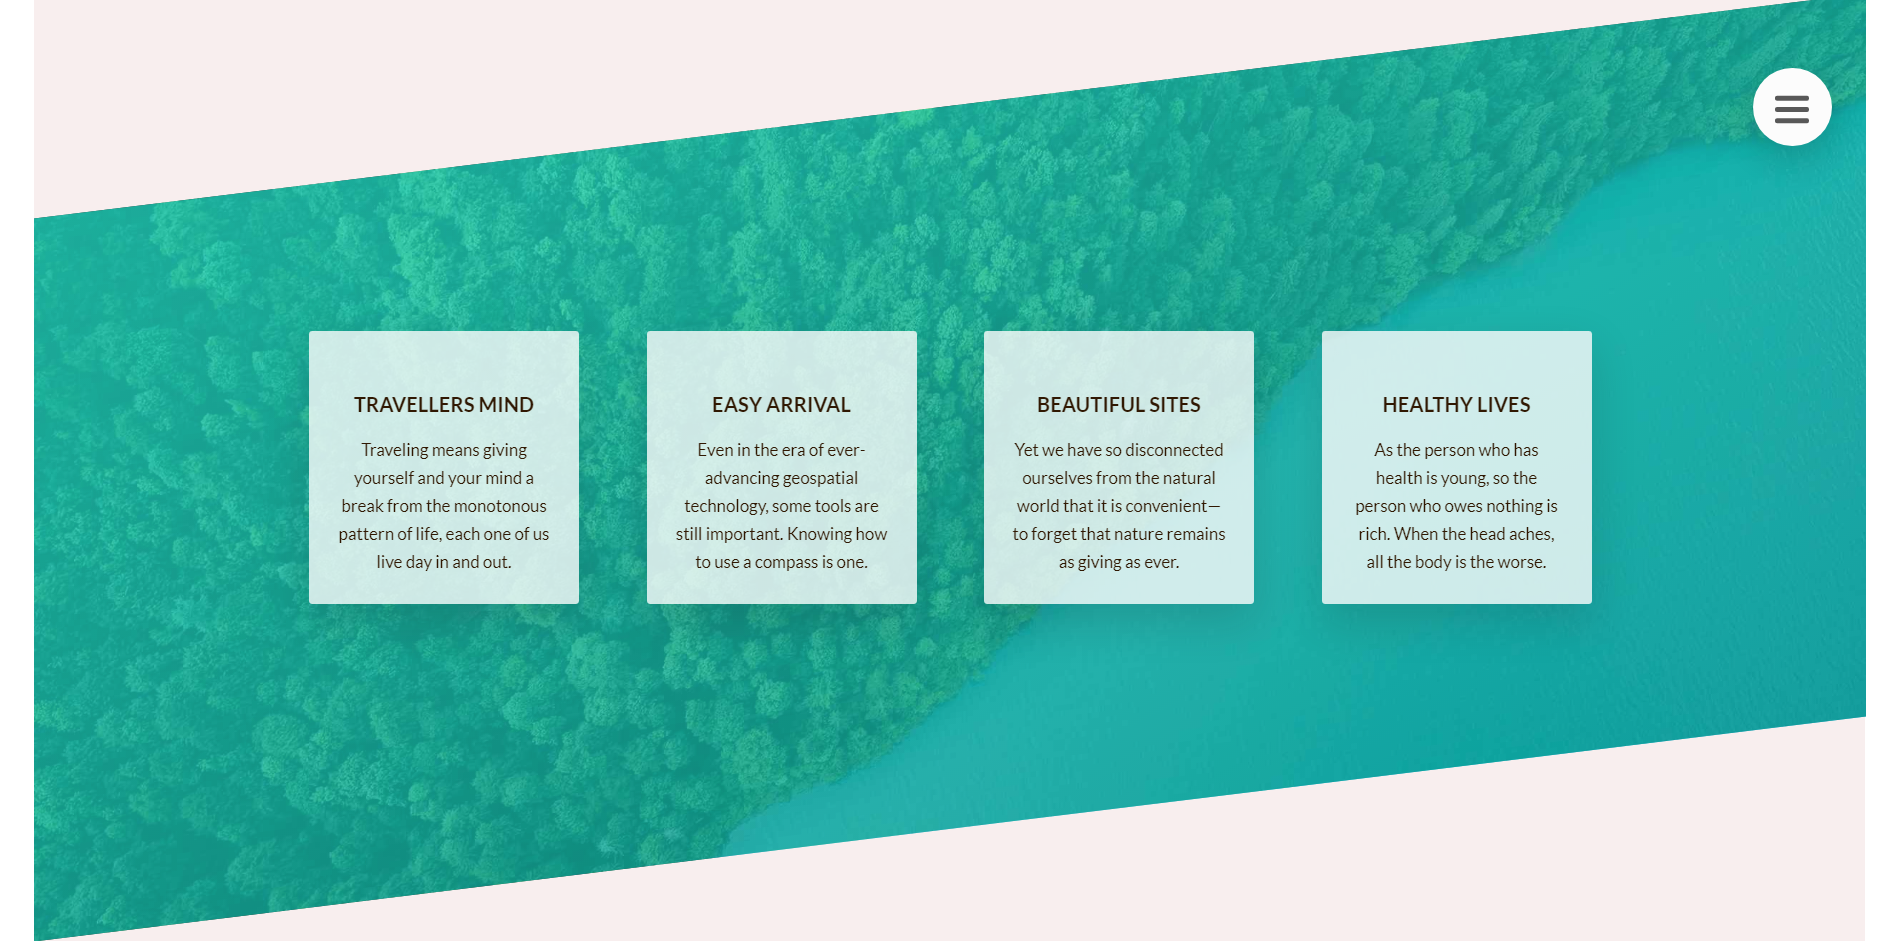 TRAVELLERS MIND
Traveling means giving
yourself and your mind a
break from the monotonous
pattern of life, each one of us
live day in and out.
EASY ARRIVAL
Even in the era of ever-
advancing geospatial
technology, some tools are
still important. Knowing how
to use a compass is one.
BEAUTIFUL SITES
Yet we have so disconnected
ourselves from the natural
world that it is convenient—
to forget that nature remains
as giving as ever.
HEALTHY LIVES
As the person who has
health is young, so the
person who owes nothing is
rich. When the head aches,
all the body is the worse.